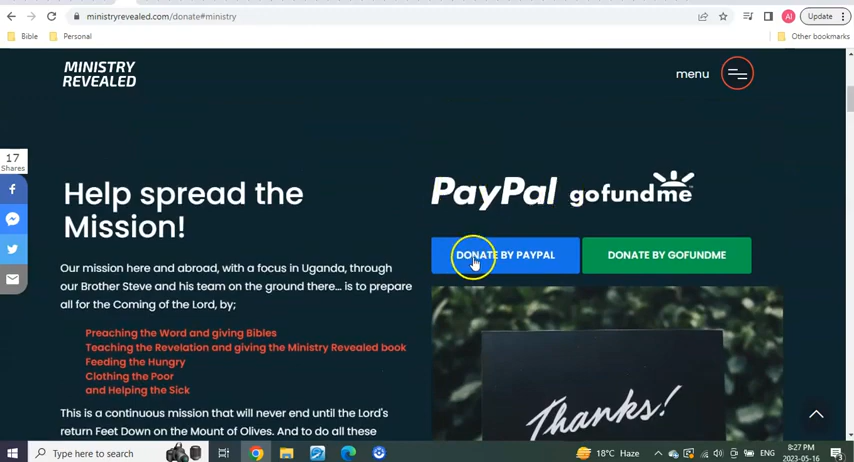 ministryrevealed.com/donate#ministry
AI
Update
Bible
Personal
Other bookmarks
MINISTRY
REVEALED
menu
17
Shares
Help spread the
Mission!
Our mission here and abroad, with a focus in Uganda, through
our Brother Steve and his team on the ground there... is to prepare
all for the Coming of the Lord, by;
Preaching the Word and giving Bibles
Teaching the Revelation and giving the Ministry Revealed book
Feeding the Hungry
Clothing the Poor
and Helping the Sick
This is a continuous mission that will never end until the Lord's
return Feet Down on the Mount of Olives. And to do all these
PayPal gofundme
DONATE BY PAYPAL
DONATE BY GOFUNDME
Thanks!
Type here to search
18°C Haze
ENG
8:27 PM
2023-05-16